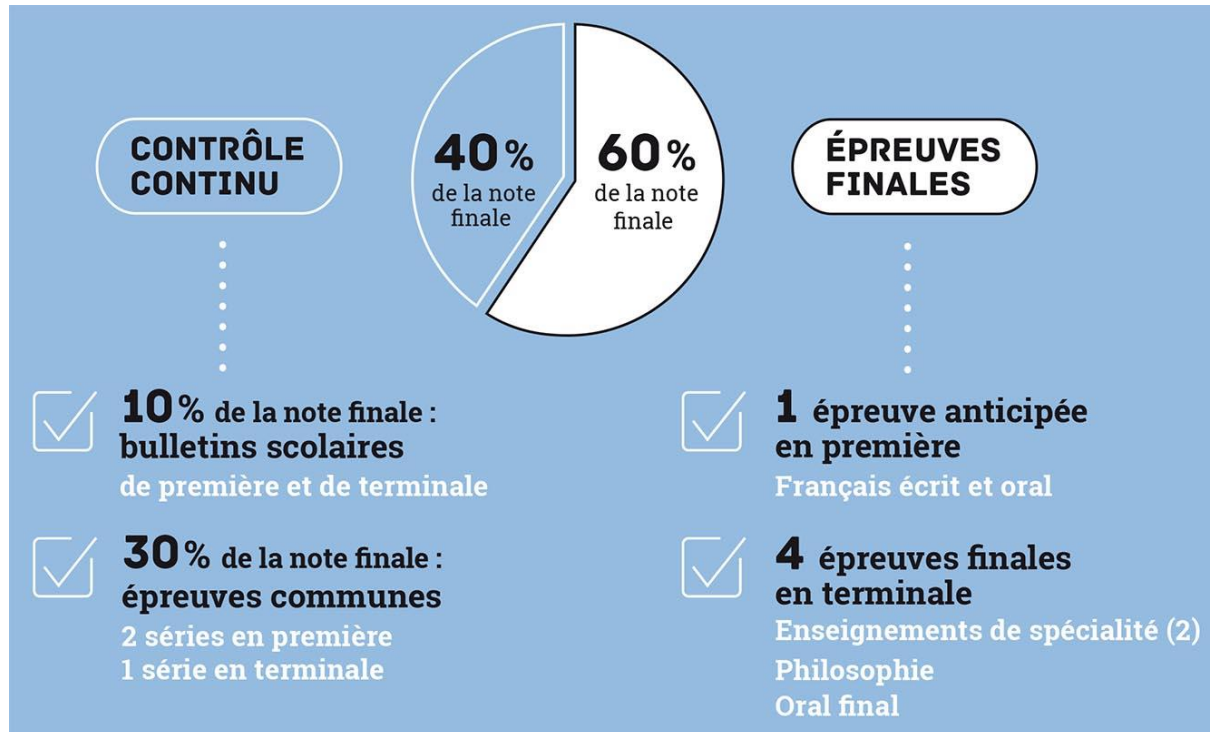 CONTRÔLE
CONTINU
40 %
de la note
finale
60 %
de la note
finale
ÉPREUVES
FINALES
10 % de la note finale :
bulletins scolaires
de première et de terminale
30 % de la note finale :
épreuves communes
2 séries en première
1 série en terminale
1 épreuve anticipée
en première
Français écrit et oral
4 épreuves finales
en terminale
Enseignements de spécialité (2)
Philosophie
Oral final